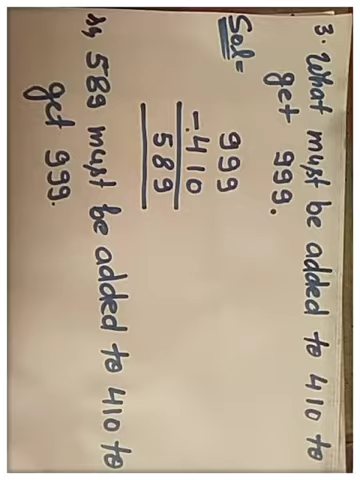 3. What must be added to 410 to
get 999.
Sol=
999
-410
589
589 must be added to 410 to
get 999.